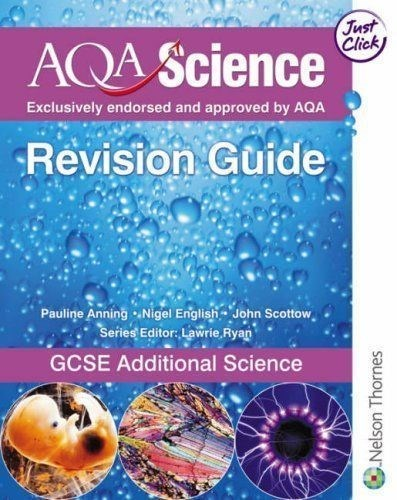 Just
Click!
AQA Science
Exclusively endorsed and approved by AQA
Revision Guide
Pauline Anning • Nigel English • John Scottow
Series Editor: Lawrie Ryan
GCSE Additional Science
Nelson Thornes